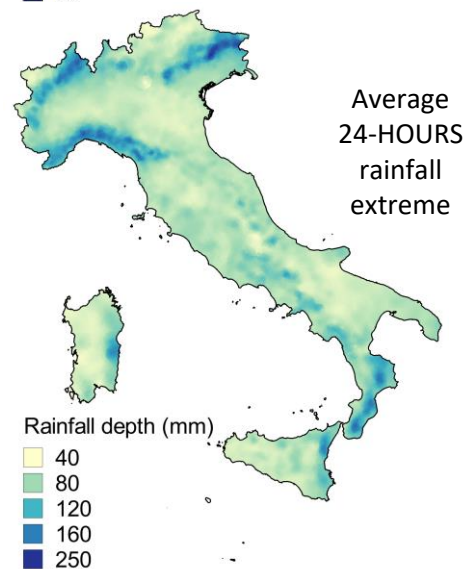 Average
24-HOURS
rainfall
extreme
Rainfall depth (mm)
40
80
120
160
250